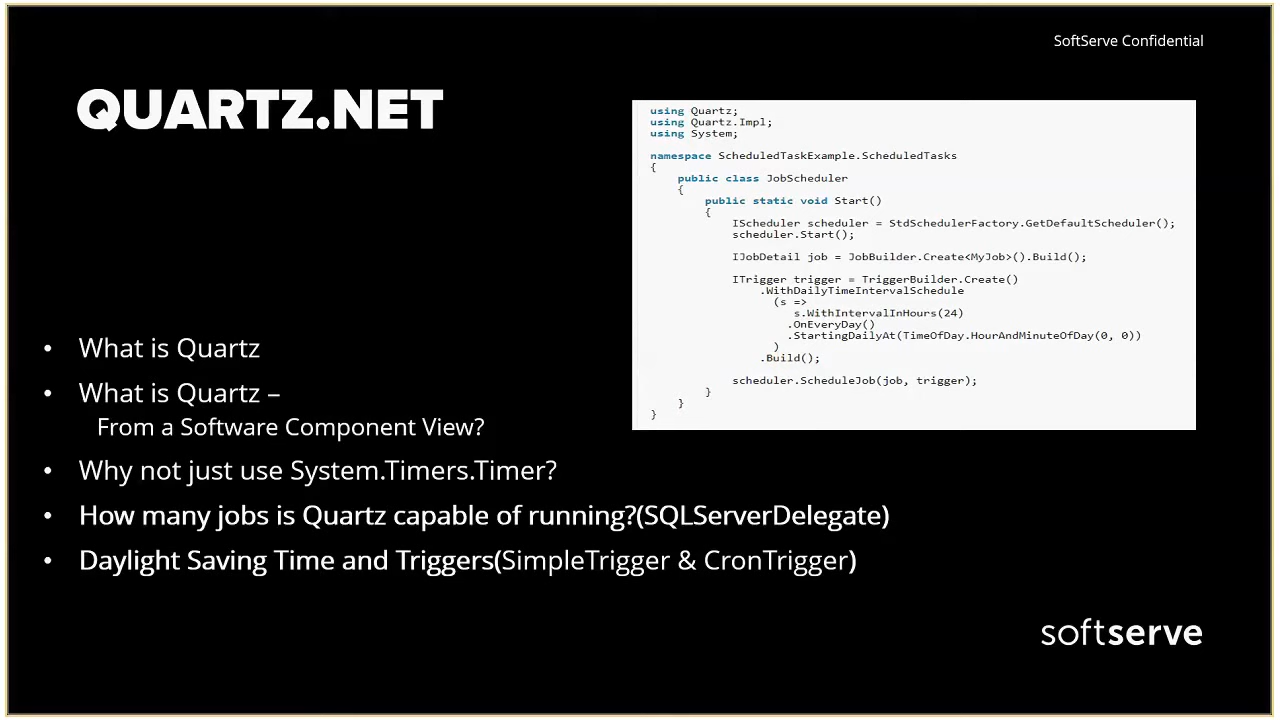 SoftServe Confidential
QUARTZ.NET
using Quartz;
using Quartz.Impl;
using System;
namespace ScheduledTaskExample.ScheduledTasks
{
public class JobScheduler
{
public static void Start()
{
IScheduler scheduler = StdSchedulerFactory.GetDefaultScheduler();
scheduler.Start();
IJobDetail job = JobBuilder.Create<MyJob>().Build();
ITrigger trigger = TriggerBuilder.Create()
.WithDailyTimeIntervalSchedule
(s =>
s.WithIntervalInHours(24)
.OnEveryDay()
.StartingDailyAt(TimeOfDay.HourAndMinuteOfDay(0, 0))
)
.Build();
scheduler.ScheduleJob(job, trigger);
}
}
}
• What is Quartz
• What is Quartz –
From a Software Component View?
• Why not just use System.Timers.Timer?
• How many jobs is Quartz capable of running?(SQLServerDelegate)
• Daylight Saving Time and Triggers(SimpleTrigger & CronTrigger)
softserve